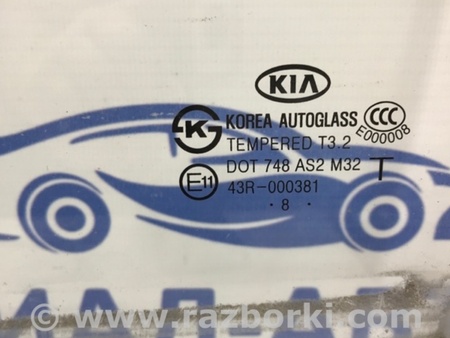 KIA
KOREA AUTOGLASS CCC
E000008
TEMPERED T3.2
DOT 748 AS2 M32 T
E11 43R-000381
· 8 ·
www.razborki.com